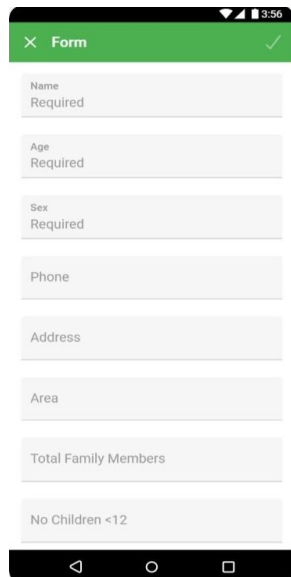 3:56
Form
Name
Required
Age
Required
Sex
Required
Phone
Address
Area
Total Family Members
No Children <12